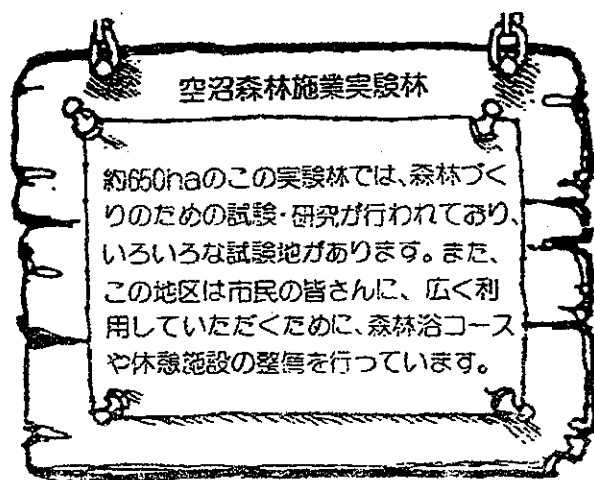 空沼森林施業実験林
約650haのこの実験林では、森林づく
りのための試験・研究が行われており、
いろいろな試験地があります。また、
この地区は市民の皆さんに、広く利
用していただくために、森林浴コース
や休憩施設の整備を行っています。